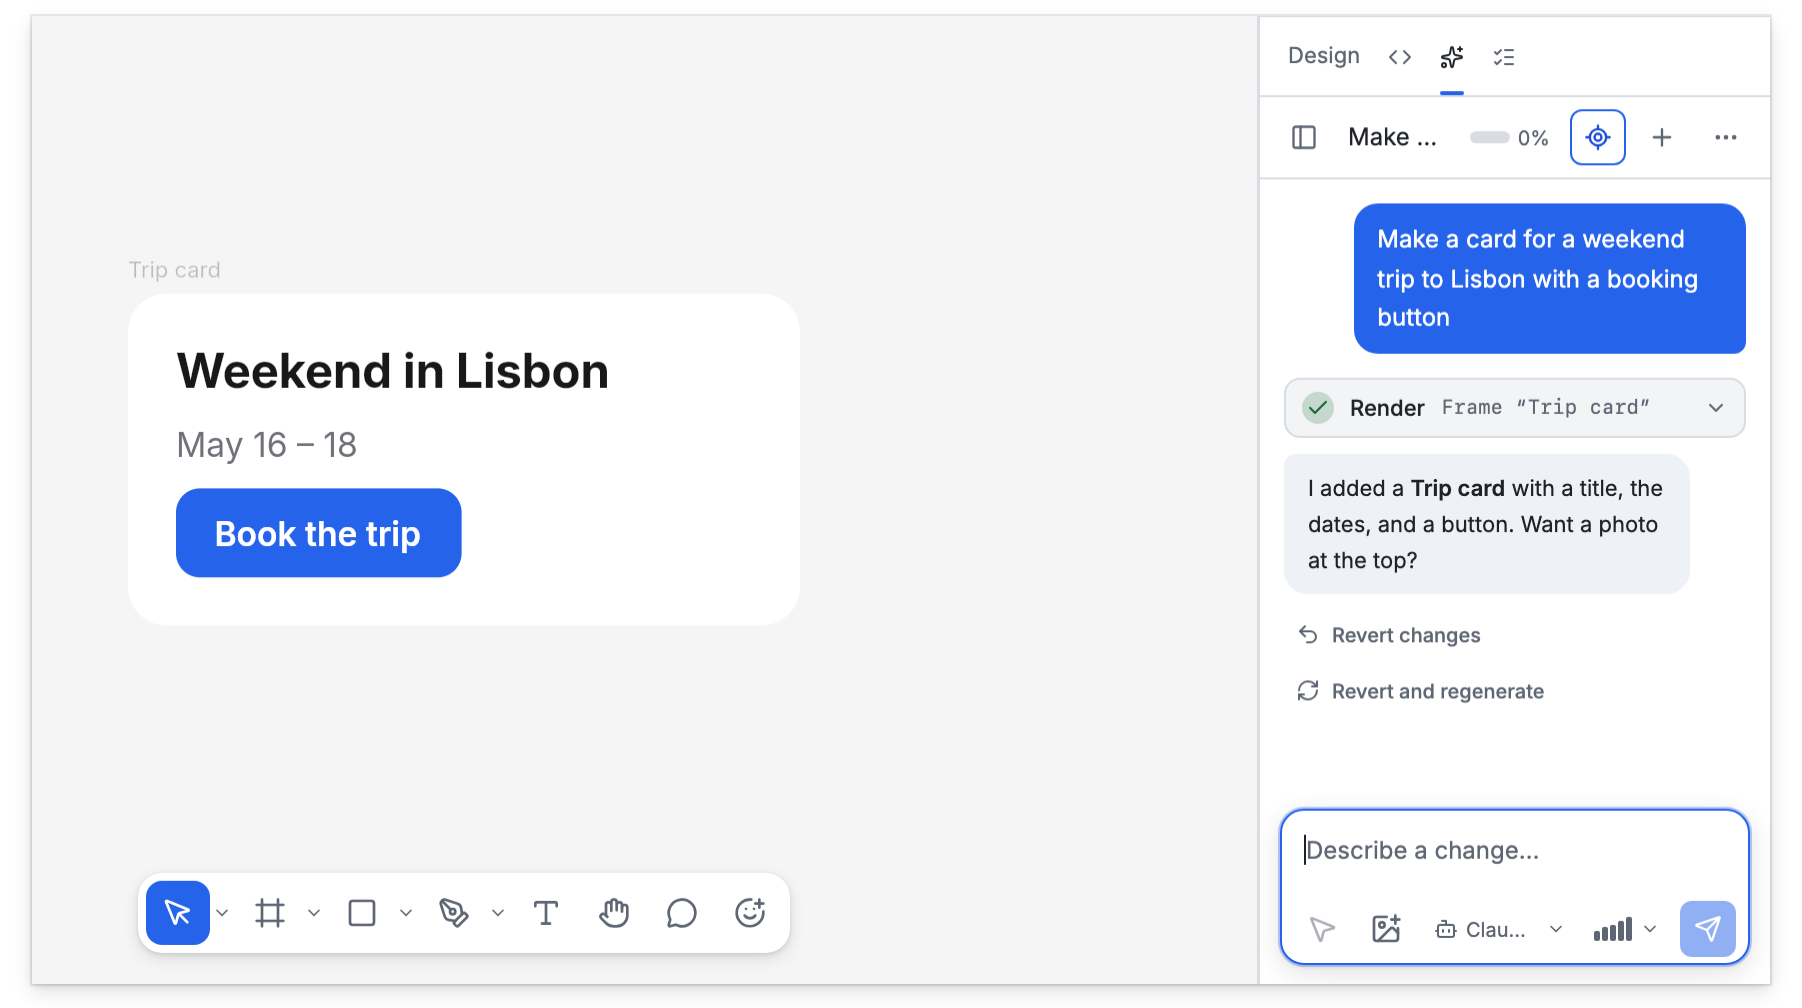 Trip card
Weekend in Lisbon
May 16 – 18
Book the trip
Design
Make ...
0%
Make a card for a weekend
trip to Lisbon with a booking
button
Render Frame “Trip card”
I added a Trip card with a title, the
dates, and a button. Want a photo
at the top?
Revert changes
Revert and regenerate
Describe a change...
Clau...